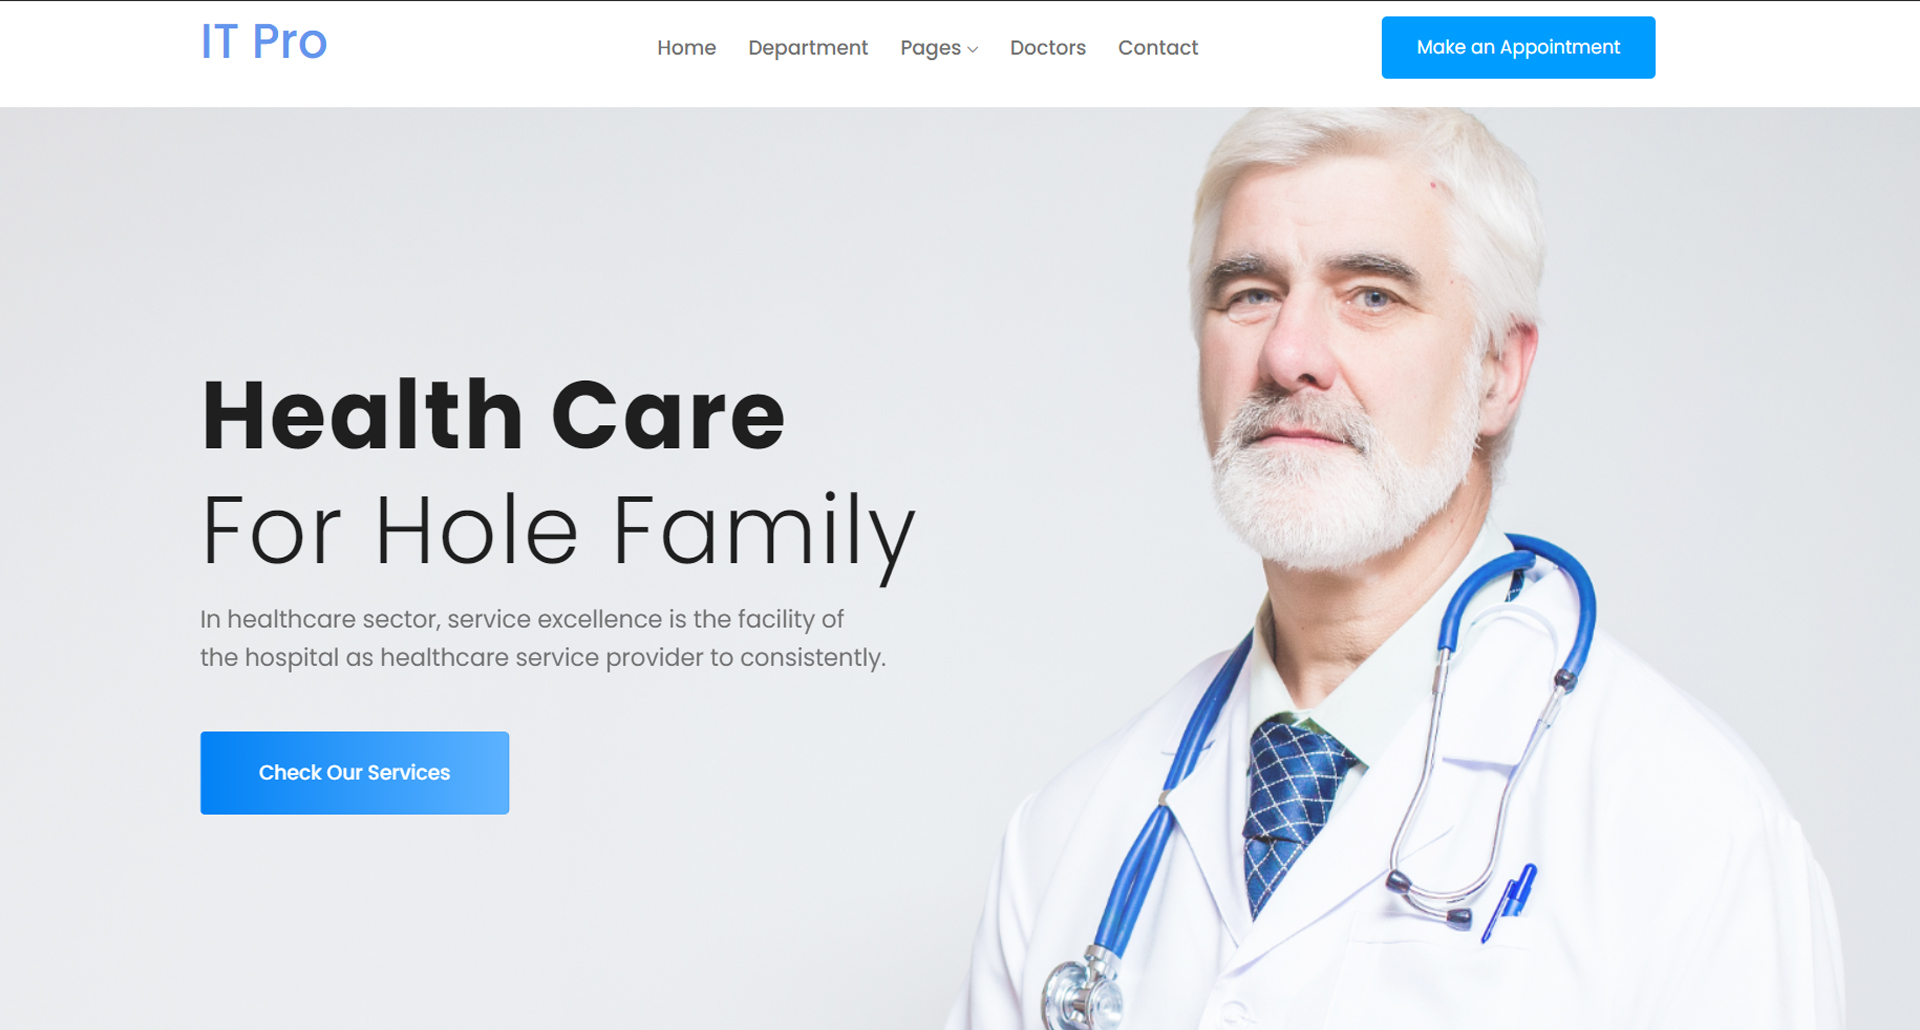 IT Pro
Home Department Pages Doctors Contact
Make an Appointment
Health Care
For Hole Family
In healthcare sector, service excellence is the facility of
the hospital as healthcare service provider to consistently.
Check Our Services